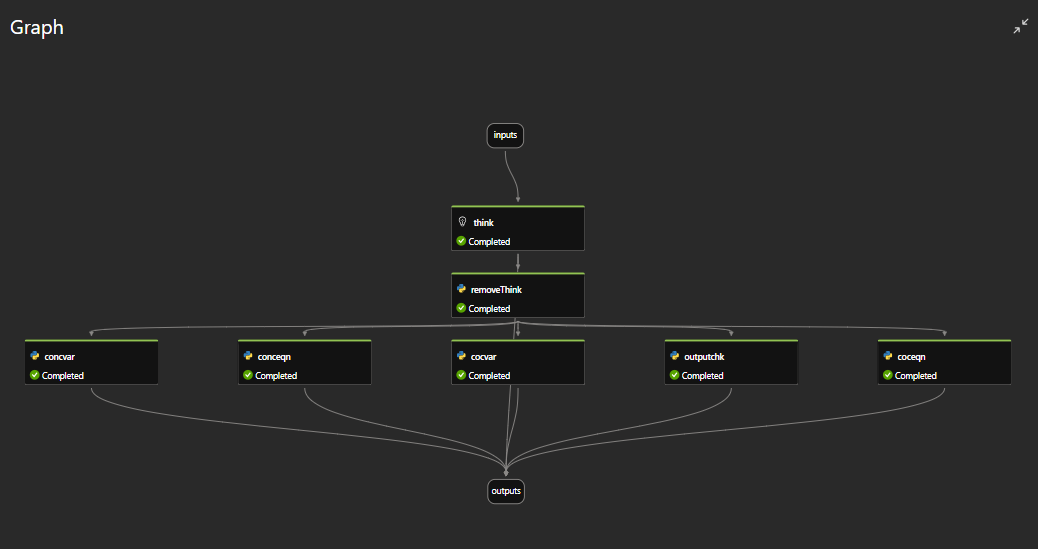 Graph
inputs
think
Completed
removeThink
Completed
concvar
Completed
conceqn
Completed
cocvar
Completed
outputchk
Completed
coceqn
Completed
outputs